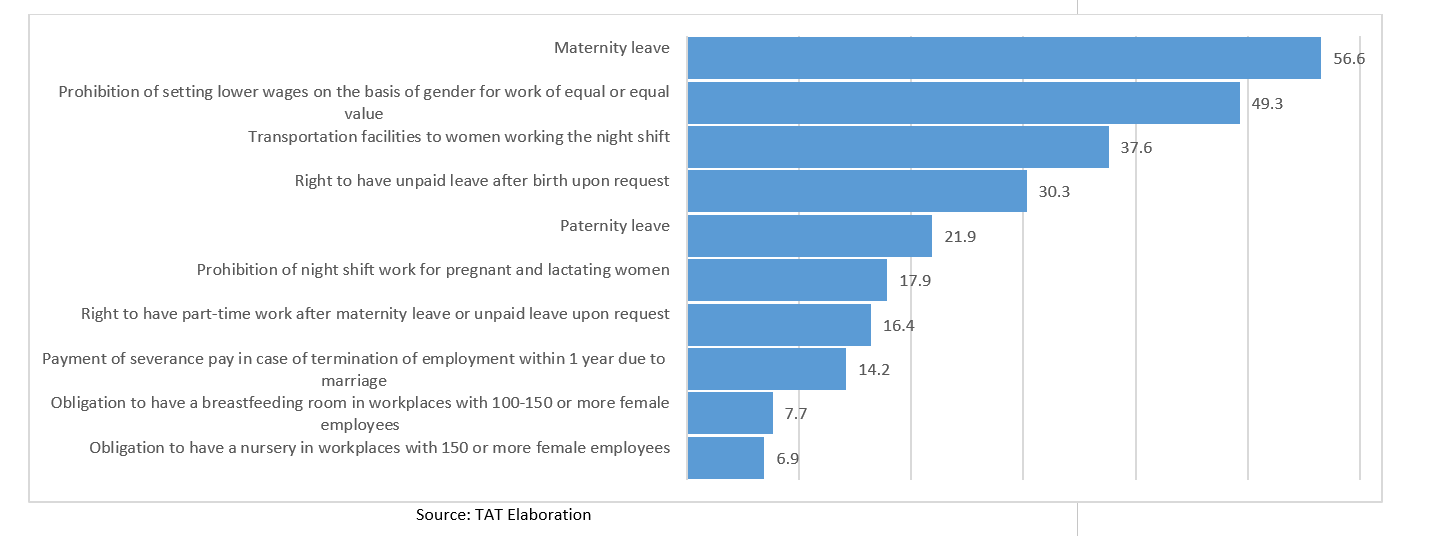 Maternity leave
56.6
Prohibition of setting lower wages on the basis of gender for work of equal or equal
value
49.3
Transportation facilities to women working the night shift
37.6
Right to have unpaid leave after birth upon request
30.3
Paternity leave
21.9
Prohibition of night shift work for pregnant and lactating women
17.9
Right to have part-time work after maternity leave or unpaid leave upon request
16.4
Payment of severance pay in case of termination of employment within 1 year due to
marriage
14.2
Obligation to have a breastfeeding room in workplaces with 100-150 or more female
employees
7.7
Obligation to have a nursery in workplaces with 150 or more female employees
6.9
Source: TAT Elaboration